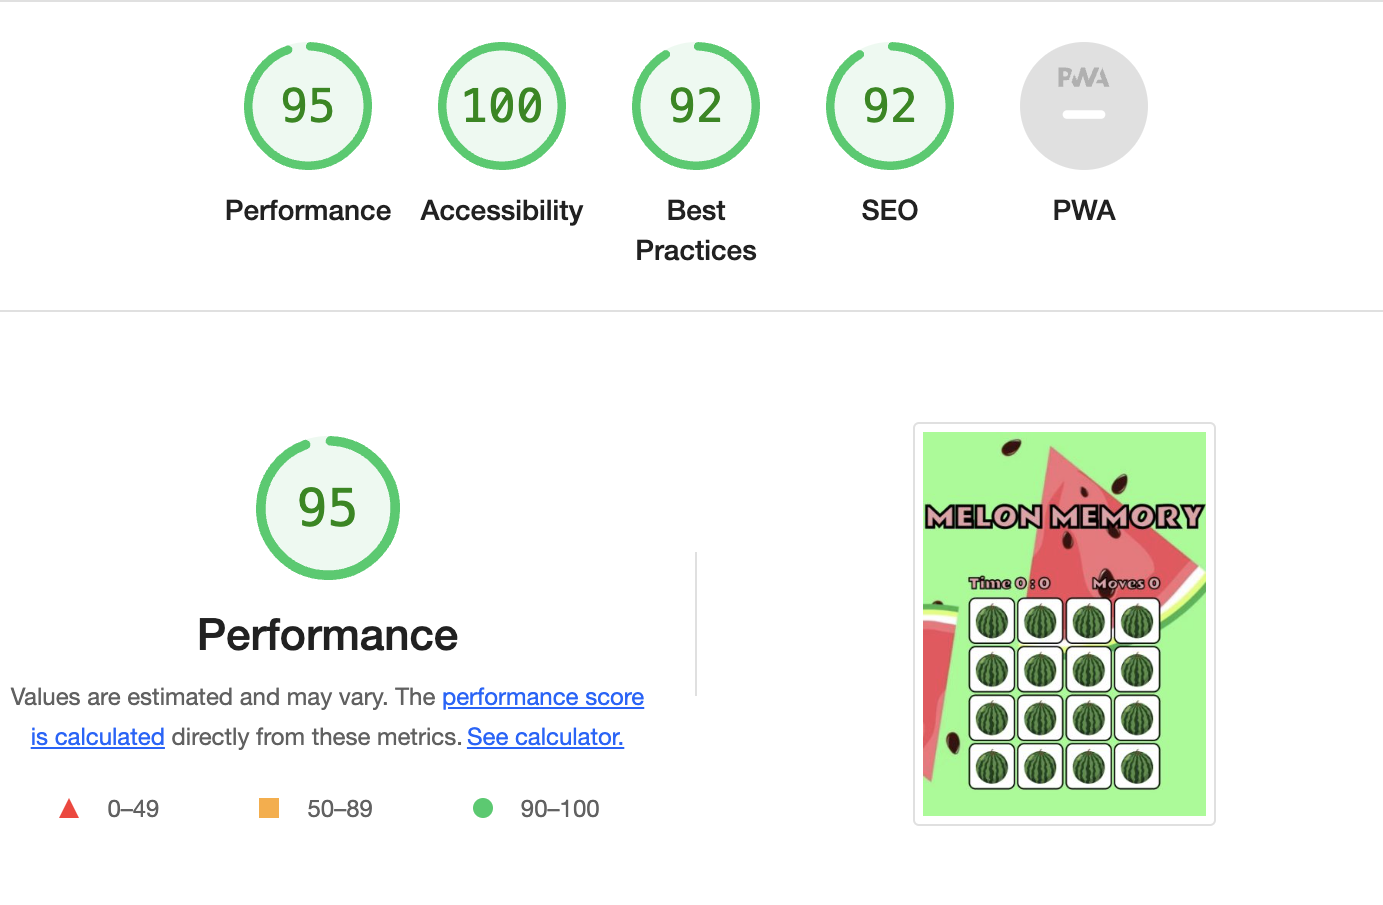 95
100
92
92
PWA
Performance
Accessibility
Best
Practices
SEO
PWA
95
Performance
Values are estimated and may vary. The performance score
is calculated directly from these metrics. See calculator.
0–49
50–89
90–100
MELON MEMORY
Time 0 : 0
Moves 0